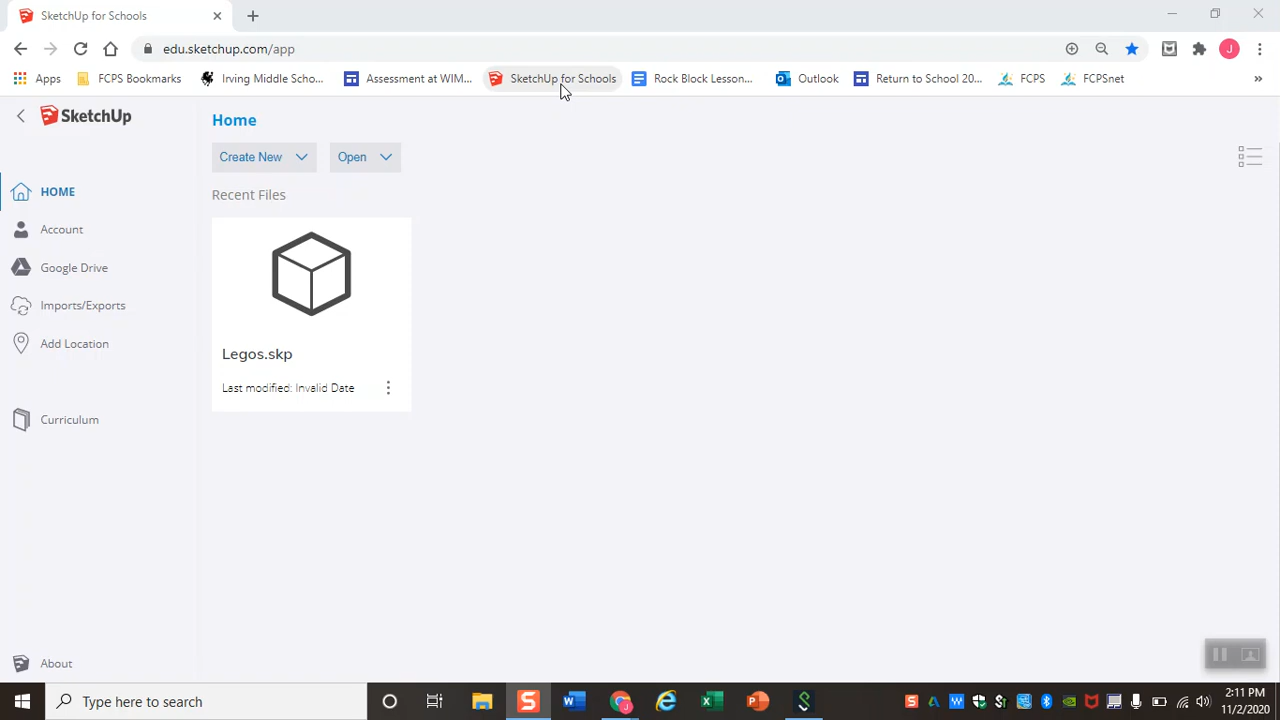 SketchUp for Schools
edu.sketchup.com/app
J
Apps
FCPS Bookmarks
Irving Middle Scho...
Assessment at WIM...
SketchUp for Schools
Rock Block Lesson...
Outlook
Return to School 20...
FCPS
FCPSnet
»
SketchUp
Home
Create New
Open
HOME
Recent Files
Account
Google Drive
Imports/Exports
Add Location
Legos.skp
Last modified: Invalid Date
Curriculum
About
Type here to search
2:11 PM
11/2/2020